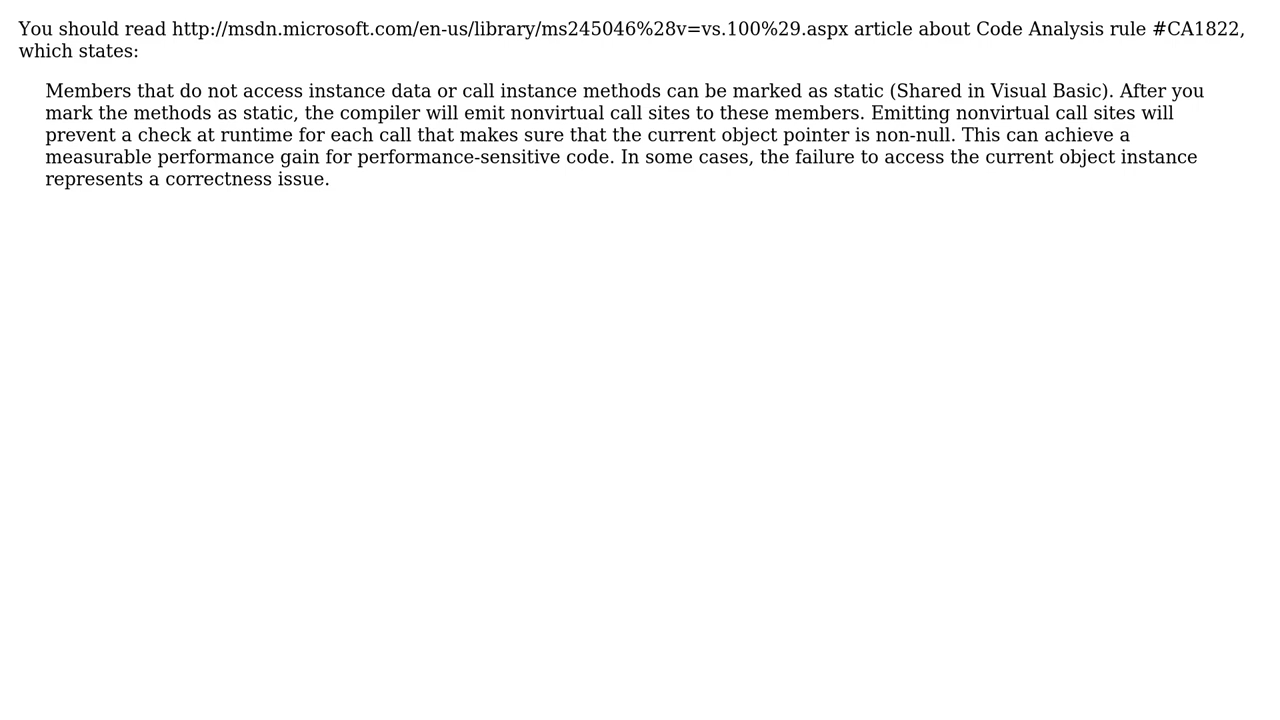 You should read http://msdn.microsoft.com/en-us/library/ms245046%28v=vs.100%29.aspx article about Code Analysis rule #CA1822,
which states:
Members that do not access instance data or call instance methods can be marked as static (Shared in Visual Basic). After you
mark the methods as static, the compiler will emit nonvirtual call sites to these members. Emitting nonvirtual call sites will
prevent a check at runtime for each call that makes sure that the current object pointer is non-null. This can achieve a
measurable performance gain for performance-sensitive code. In some cases, the failure to access the current object instance
represents a correctness issue.